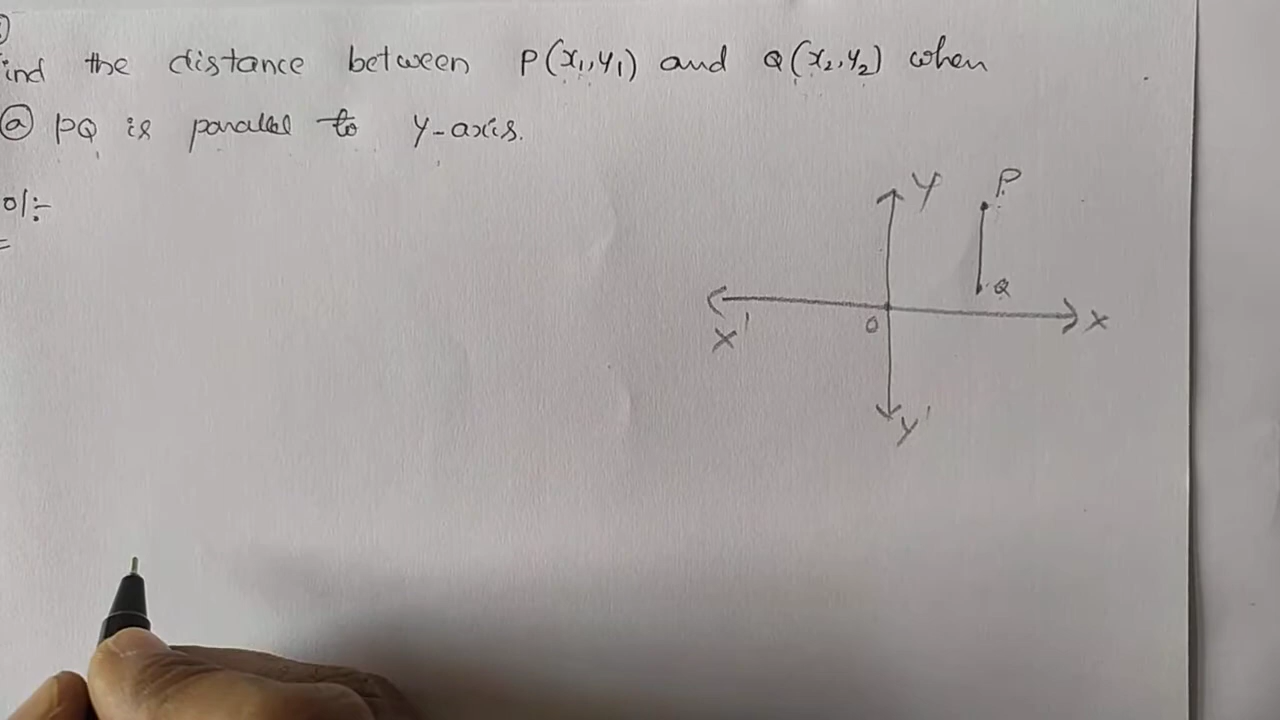 ind the distance between P(x₁,y₁) and Q(x₂,y₂) when
ⓐ PQ is parallel to y-axis.
ol:-
Y
P
Q
X'
O
X
Y'